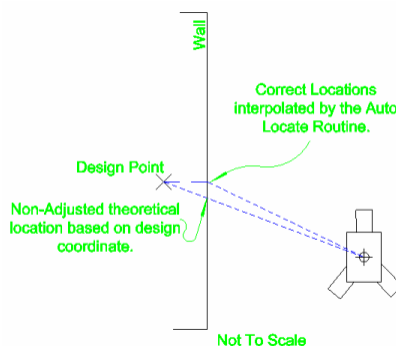 Wall
Correct Locations
interpolated by the Auto
Locate Routine.
Design Point
Non-Adjusted theoretical
location based on design
coordinate.
Not To Scale